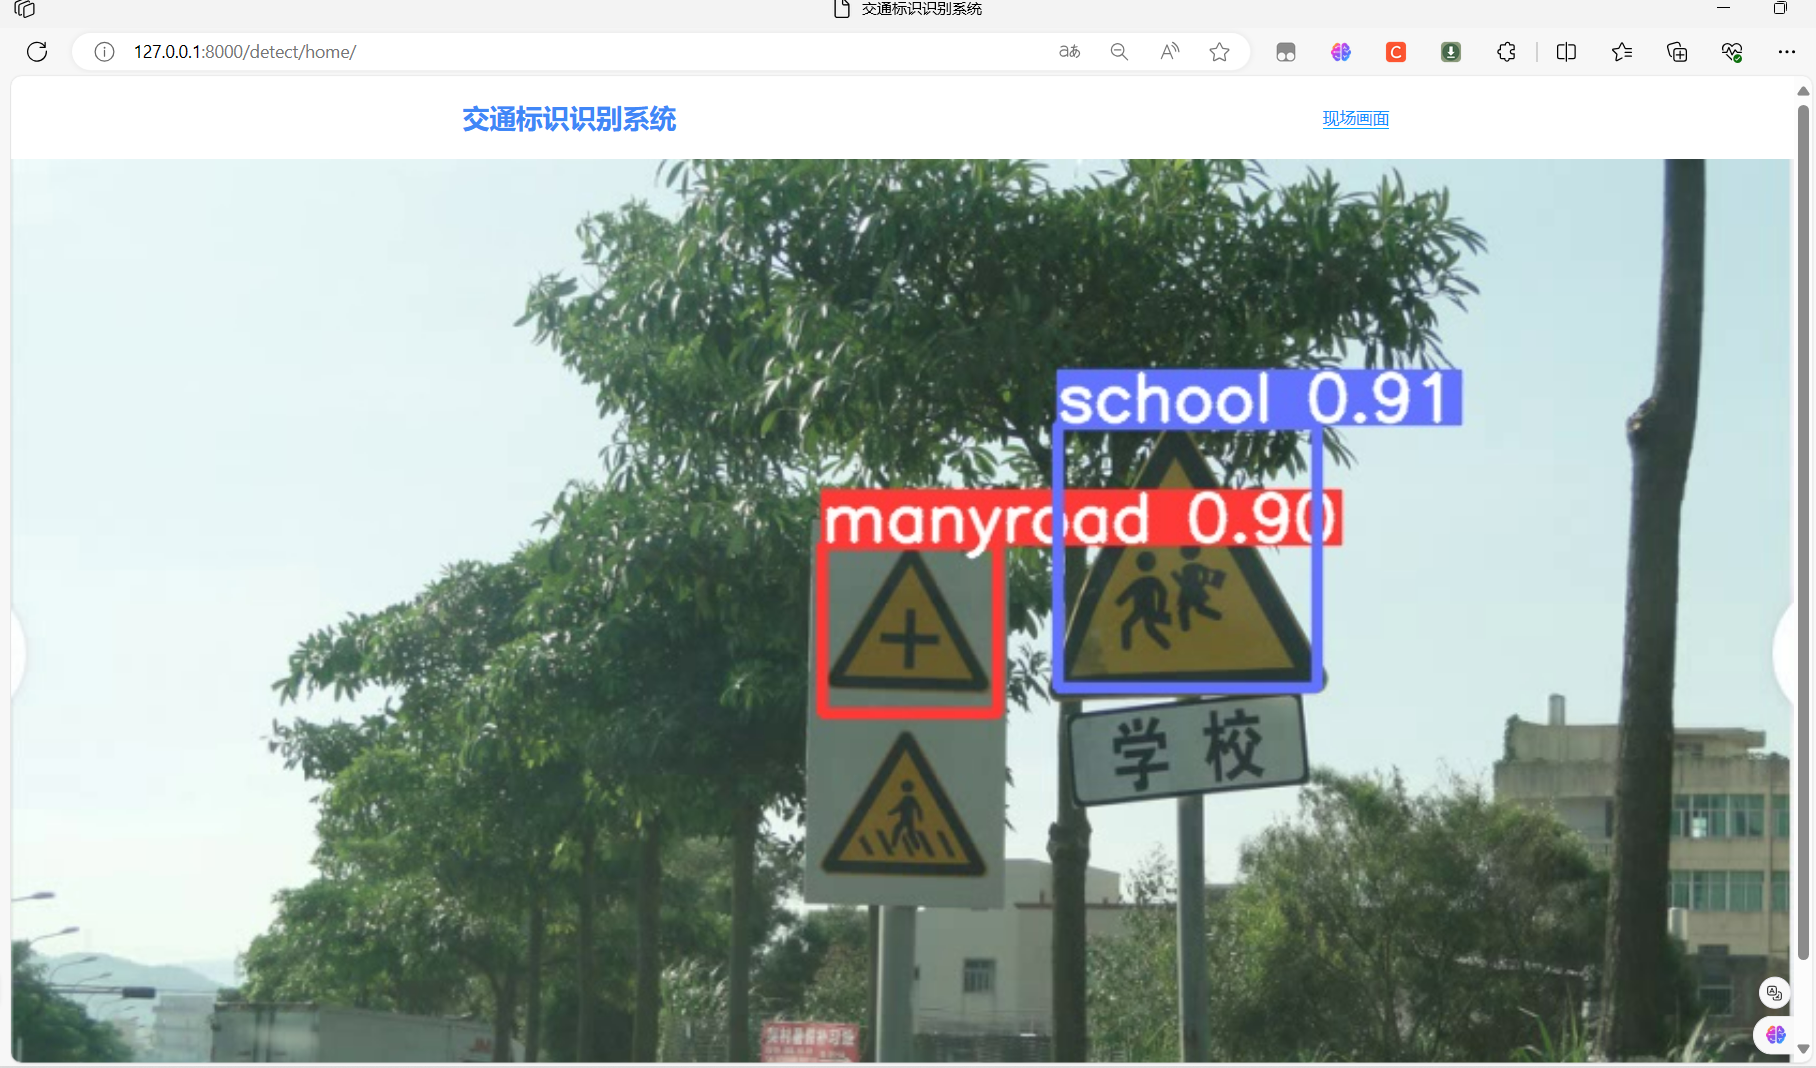 交通标识识别系统
127.0.0.1:8000/detect/home/
交通标识识别系统
现场画面
school 0.91
manyroad 0.90
学校